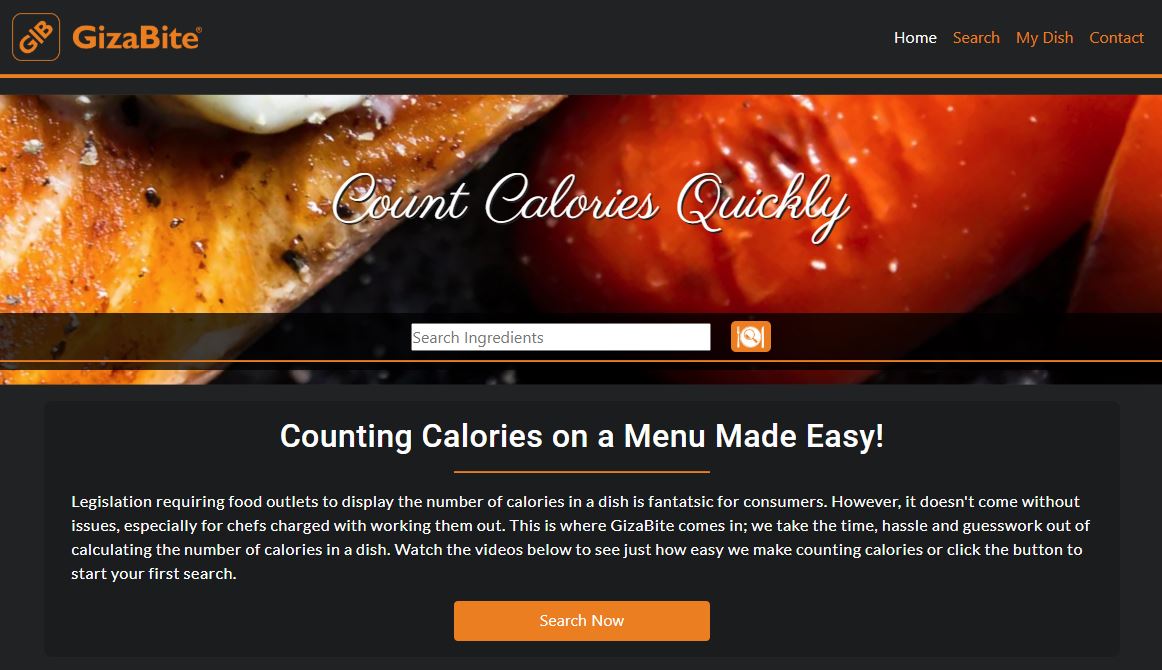 GIB GizaBite®
Home Search My Dish Contact
Count Calories Quickly
Search Ingredients
Counting Calories on a Menu Made Easy!
Legislation requiring food outlets to display the number of calories in a dish is fantatsic for consumers. However, it doesn't come without
issues, especially for chefs charged with working them out. This is where GizaBite comes in; we take the time, hassle and guesswork out of
calculating the number of calories in a dish. Watch the videos below to see just how easy we make counting calories or click the button to
start your first search.
Search Now